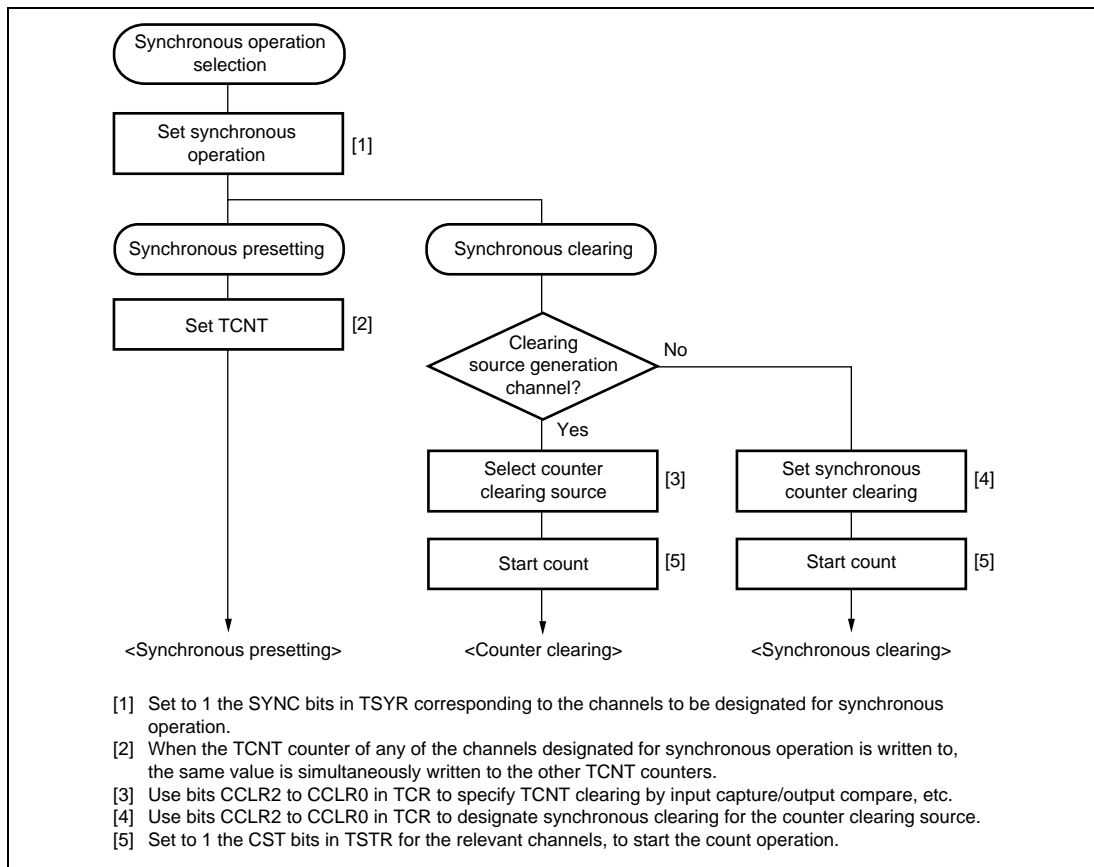 Synchronous operation
selection
Set synchronous
operation
[1]
Synchronous presetting
Synchronous clearing
Set TCNT
[2]
Clearing
source generation
channel?
No
Yes
Select counter
clearing source
[3]
Set synchronous
counter clearing
[4]
Start count
[5]
Start count
[5]
<Synchronous presetting>
<Counter clearing>
<Synchronous clearing>
[1] Set to 1 the SYNC bits in TSYR corresponding to the channels to be designated for synchronous
operation.
[2] When the TCNT counter of any of the channels designated for synchronous operation is written to,
the same value is simultaneously written to the other TCNT counters.
[3] Use bits CCLR2 to CCLR0 in TCR to specify TCNT clearing by input capture/output compare, etc.
[4] Use bits CCLR2 to CCLR0 in TCR to designate synchronous clearing for the counter clearing source.
[5] Set to 1 the CST bits in TSTR for the relevant channels, to start the count operation.